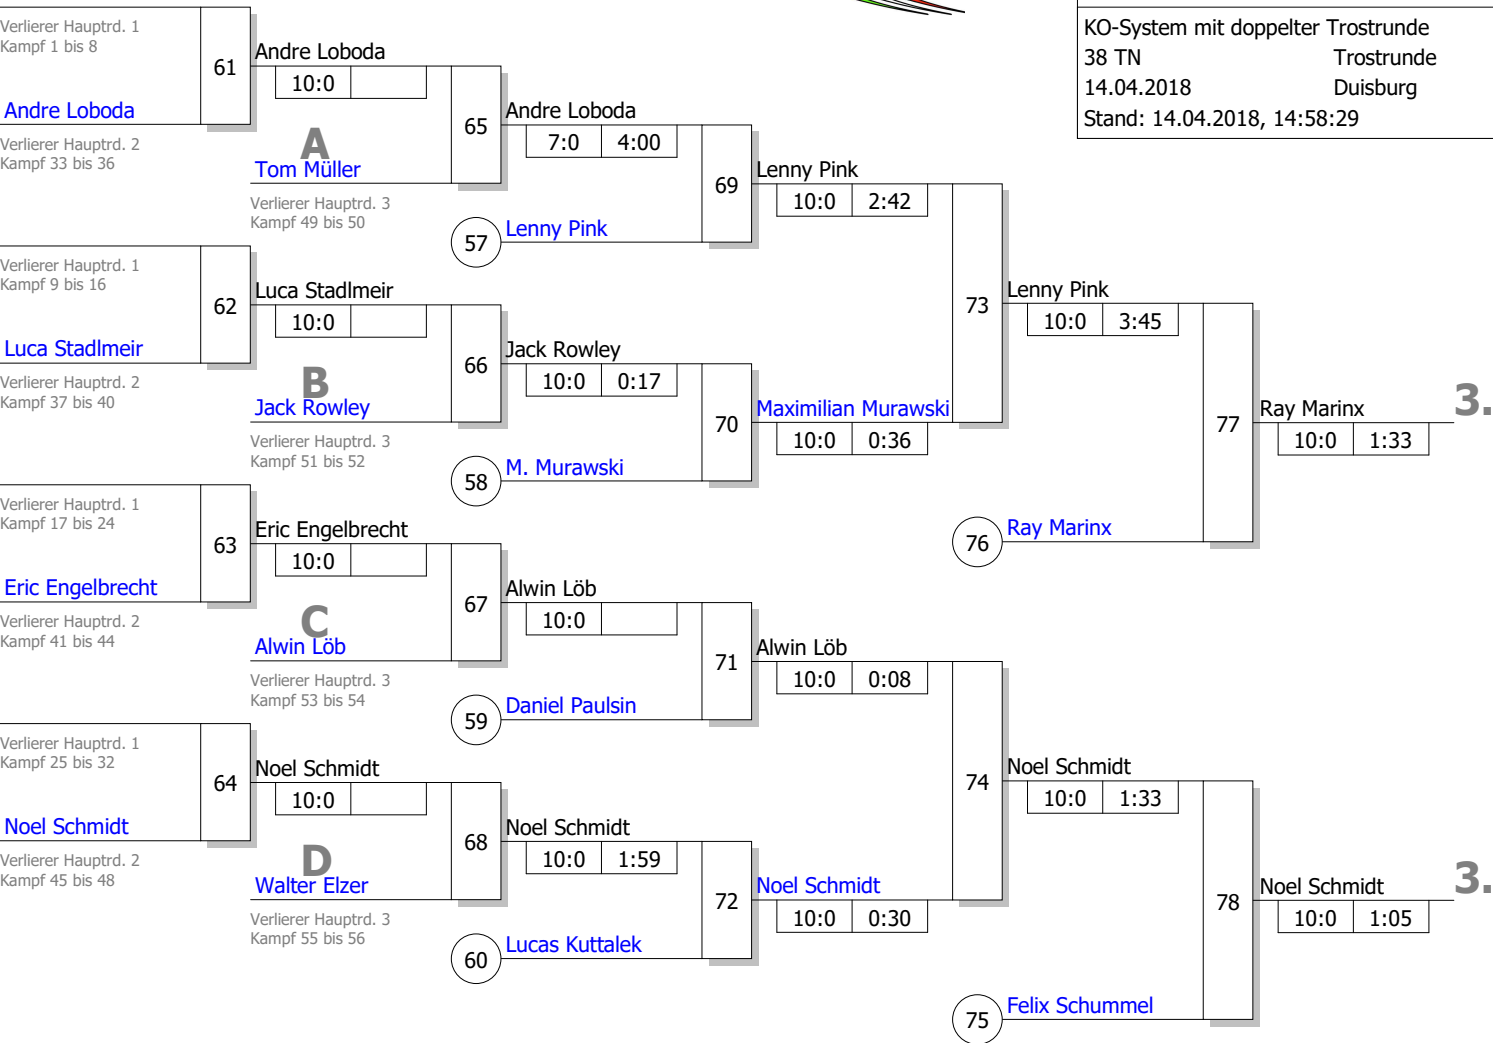 KO-System mit doppelter Trostrunde
38 TN Trostrunde
14.04.2018 Duisburg
Stand: 14.04.2018, 14:58:29
Verlierer Hauptrd. 1
Kampf 1 bis 8
61
Andre Loboda
10:0
Andre Loboda
Verlierer Hauptrd. 2
Kampf 33 bis 36
A
Tom Müller
Verlierer Hauptrd. 3
Kampf 49 bis 50
65
Andre Loboda
7:0 4:00
57
Lenny Pink
69
Lenny Pink
10:0 2:42
Verlierer Hauptrd. 1
Kampf 9 bis 16
62
Luca Stadlmeir
10:0
Luca Stadlmeir
Verlierer Hauptrd. 2
Kampf 37 bis 40
B
Jack Rowley
Verlierer Hauptrd. 3
Kampf 51 bis 52
66
Jack Rowley
10:0 0:17
58
M. Murawski
70
Maximilian Murawski
10:0 0:36
73
Lenny Pink
10:0 3:45
76
Ray Marinx
77
Ray Marinx
10:0 1:33
3.
Verlierer Hauptrd. 1
Kampf 17 bis 24
63
Eric Engelbrecht
10:0
Eric Engelbrecht
Verlierer Hauptrd. 2
Kampf 41 bis 44
C
Alwin Löb
Verlierer Hauptrd. 3
Kampf 53 bis 54
67
Alwin Löb
10:0
59
Daniel Paulsin
71
Alwin Löb
10:0 0:08
Verlierer Hauptrd. 1
Kampf 25 bis 32
64
Noel Schmidt
10:0
Noel Schmidt
Verlierer Hauptrd. 2
Kampf 45 bis 48
D
Walter Elzer
Verlierer Hauptrd. 3
Kampf 55 bis 56
68
Noel Schmidt
10:0 1:59
60
Lucas Kuttalek
72
Noel Schmidt
10:0 0:30
74
Noel Schmidt
10:0 1:33
75
Felix Schummel
78
Noel Schmidt
10:0 1:05
3.